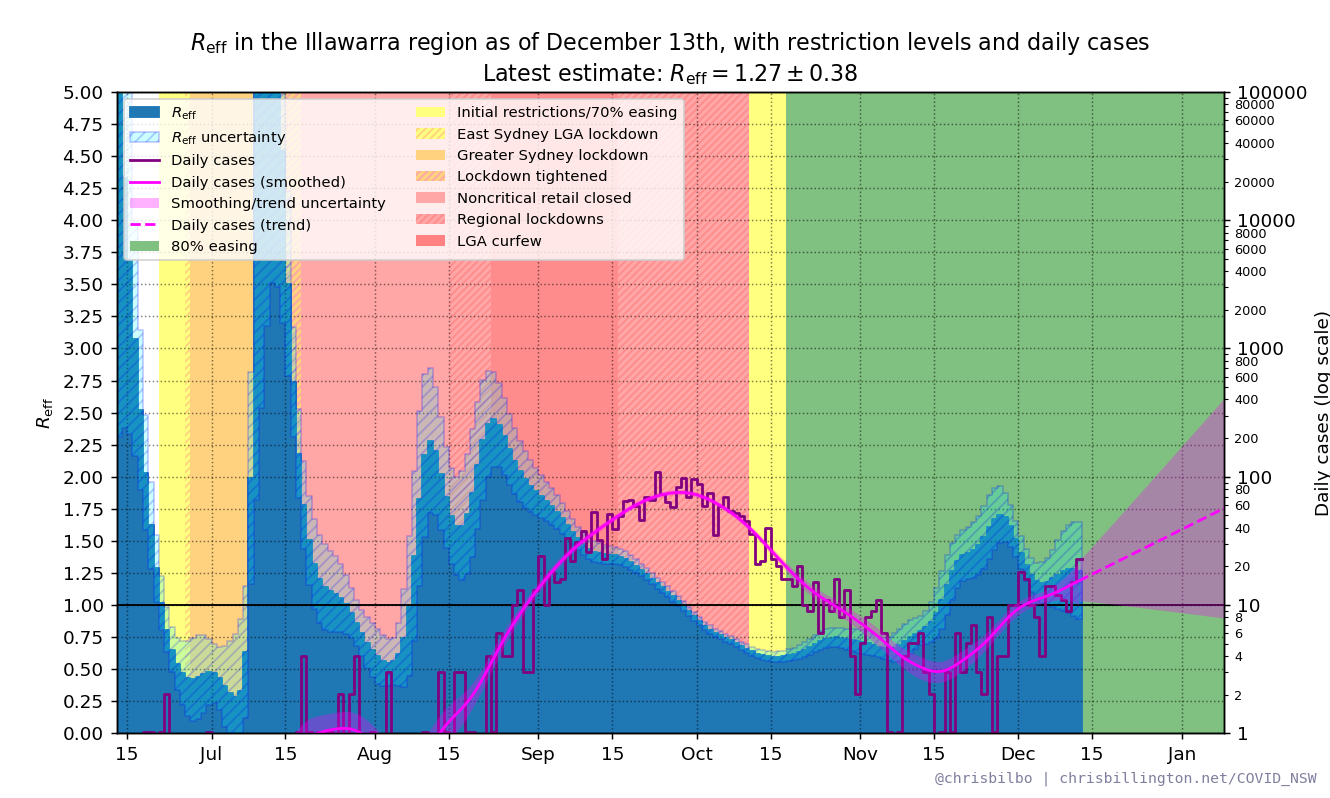 R_eff in the Illawarra region as of December 13th, with restriction levels and daily cases
Latest estimate: R_eff = 1.27 ± 0.38
R_eff
R_eff uncertainty
Daily cases
Daily cases (smoothed)
Smoothing/trend uncertainty
Daily cases (trend)
80% easing
Initial restrictions/70% easing
East Sydney LGA lockdown
Greater Sydney lockdown
Lockdown tightened
Noncritical retail closed
Regional lockdowns
LGA curfew
R_eff
5.00
4.75
4.50
4.25
4.00
3.75
3.50
3.25
3.00
2.75
2.50
2.25
2.00
1.75
1.50
1.25
1.00
0.75
0.50
0.25
0.00
100000
80000
60000
40000
20000
10000
8000
6000
4000
2000
1000
800
600
400
200
100
80
60
40
20
10
8
6
4
2
1
Daily cases (log scale)
15 Jul 15 Aug 15 Sep 15 Oct 15 Nov 15 Dec 15 Jan
@chrisbilbo | chrisbillington.net/COVID_NSW